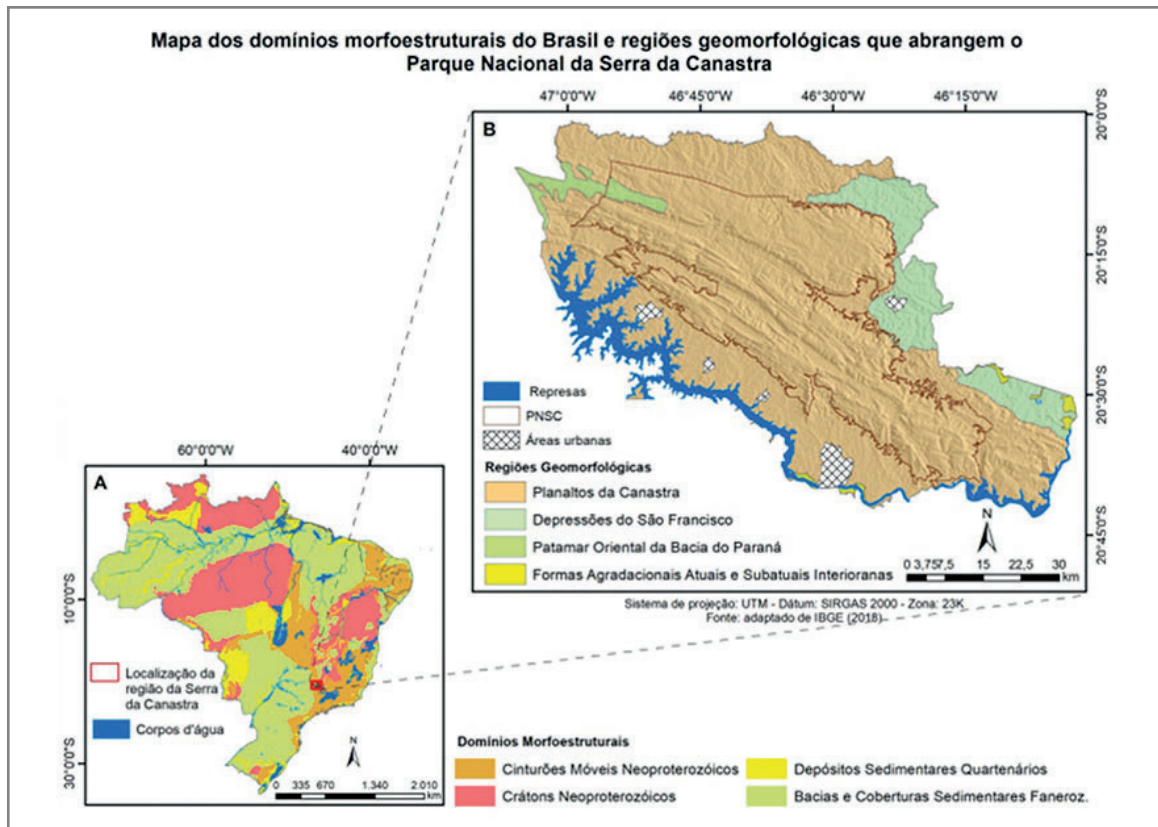 Mapa dos domínios morfoestruturais do Brasil e regiões geomorfológicas que abrangem o
Parque Nacional da Serra da Canastra
47°0'0"W 46°45'0"W 46°30'0"W 46°15'0"W
B
20°0'0"S
20°15'0"S
20°30'0"S
20°45'0"S
Represas
PNSC
Áreas urbanas
Regiões Geomorfológicas
Planaltos da Canastra
Depressões do São Francisco
Patamar Oriental da Bacia do Paraná
Formas Agradacionais Atuais e Subatuais Interioranas
N
0 3,75 7,5 15 22,5 30
km
Sistema de projeção: UTM - Dátum: SIRGAS 2000 - Zona: 23K
Fonte: adaptado de IBGE (2018)
60°0'0"W 40°0'0"W
A
10°0'0"S
30°0'0"S
Localização da
região da Serra
da Canastra
Corpos d'água
N
0 335 670 1.340 2.010
km
Domínios Morfoestruturais
Cinturões Móveis Neoproterozóicos
Crátons Neoproterozóicos
Depósitos Sedimentares Quartenários
Bacias e Coberturas Sedimentares Faneroz.